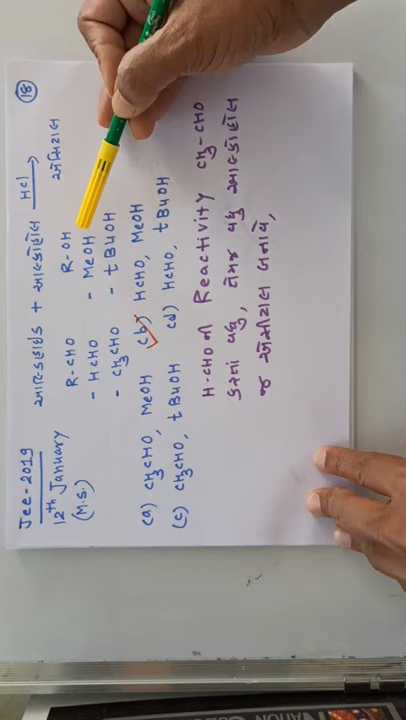 Jee-2019
12th January
(M.S.)
આલ્ડિહાઇડ + આલ્કોહોલ HCl → એસિટાલ
18
R-CHO R-OH
- HCHO - MeOH
- CH3CHO - tBuOH
(a) CH3CHO, MeOH (b) HCHO, MeOH
(c) CH3CHO, tBuOH (d) HCHO, tBuOH
H-CHO ની Reactivity CH3-CHO
કરતા વધુ, તેમજ વધુ આલ્કોહોલ
જ એસીટાલ બનાવે,